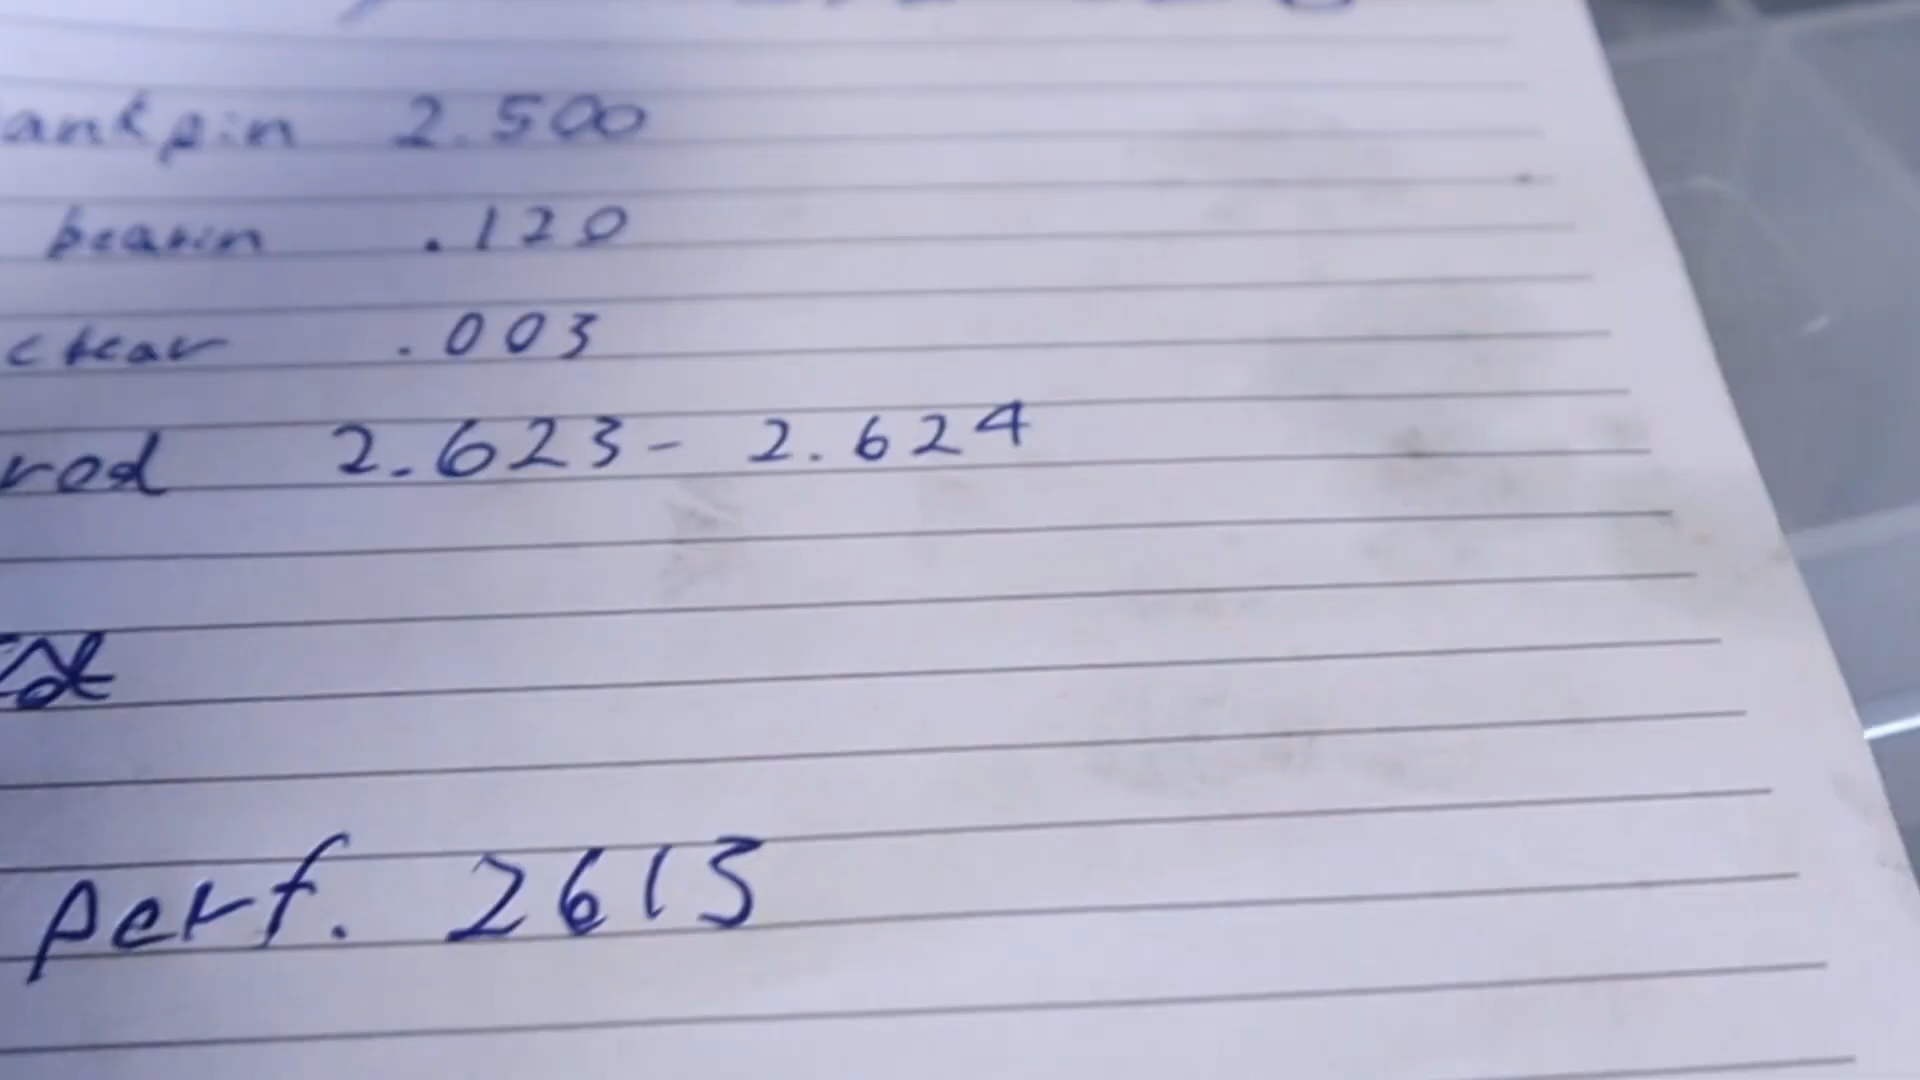 ankpin 2.500
bearin .120
clear .003
rod 2.623 - 2.624
perf. 2613